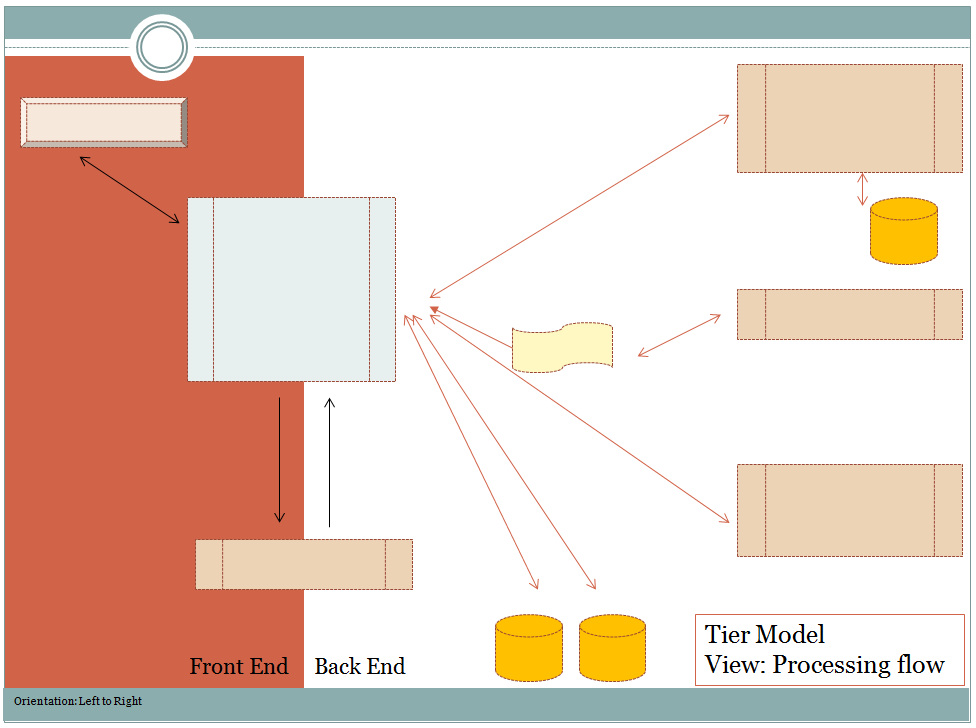 Front End
Back End
Tier Model
View: Processing flow
Orientation: Left to Right